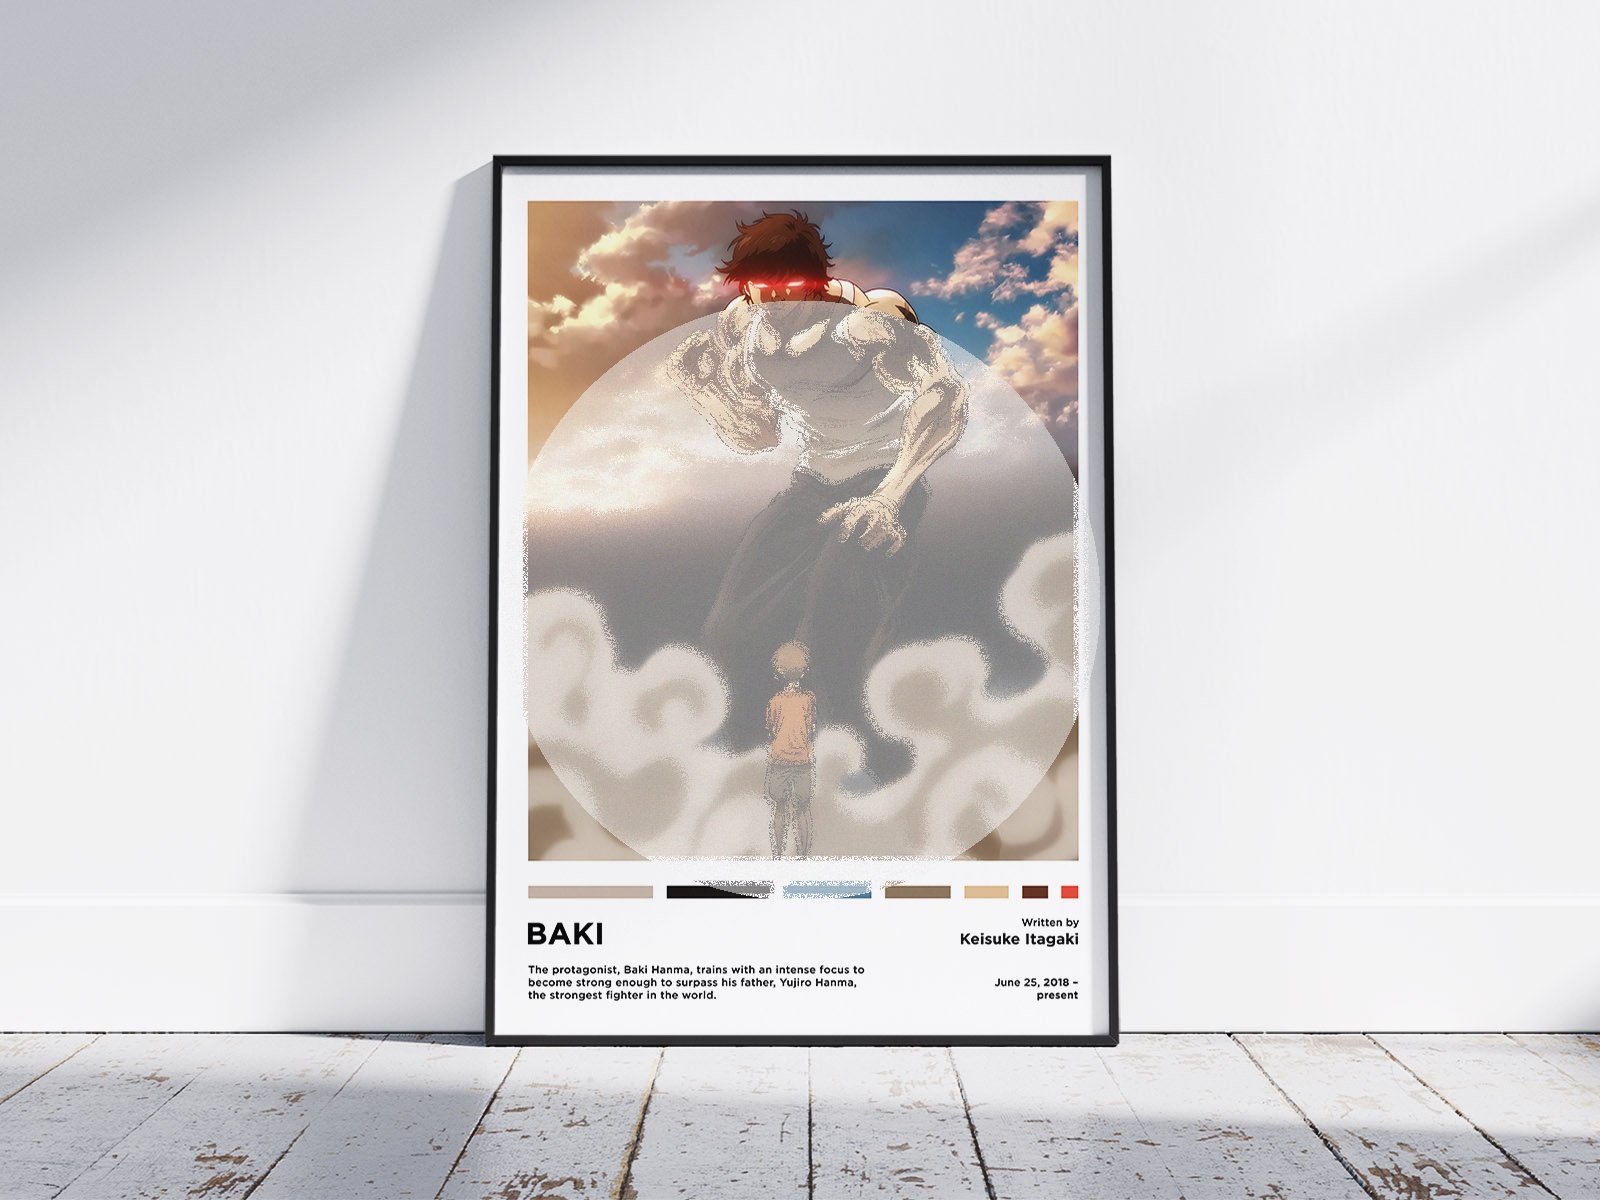 BAKI
Written by
Keisuke Itagaki
The protagonist, Baki Hanma, trains with an intense focus to
become strong enough to surpass his father, Yujiro Hanma,
the strongest fighter in the world.
June 25, 2018 –
present